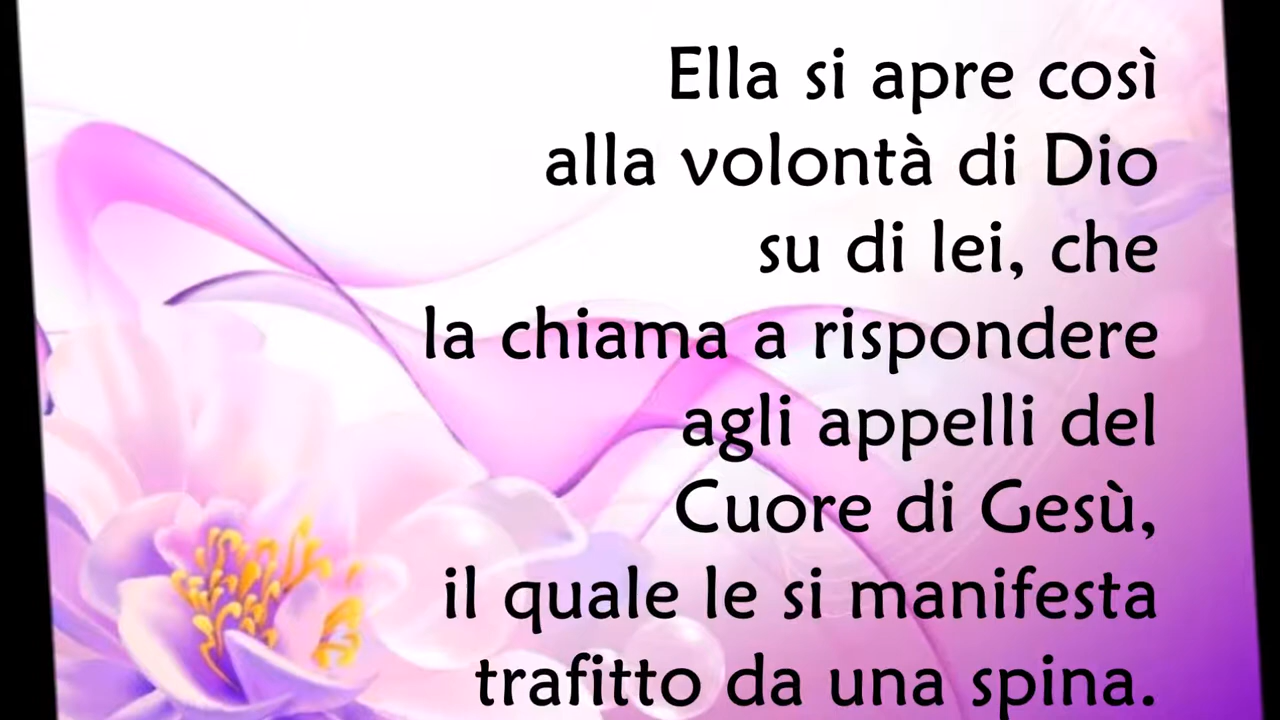 Ella si apre così
alla volontà di Dio
su di lei, che
la chiama a rispondere
agli appelli del
Cuore di Gesù,
il quale le si manifesta
trafitto da una spina.